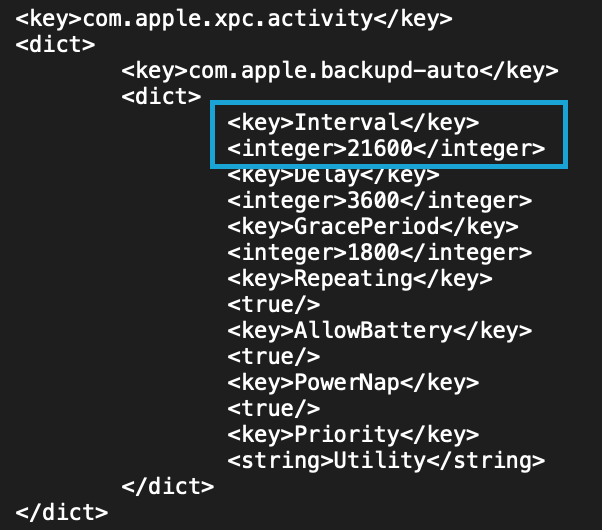 <key>com.apple.xpc.activity</key>
<dict>
<key>com.apple.backupd-auto</key>
<dict>
<key>Interval</key>
<integer>21600</integer>
<key>Delay</key>
<integer>3600</integer>
<key>GracePeriod</key>
<integer>1800</integer>
<key>Repeating</key>
<true/>
<key>AllowBattery</key>
<true/>
<key>PowerNap</key>
<true/>
<key>Priority</key>
<string>Utility</string>
</dict>
</dict>